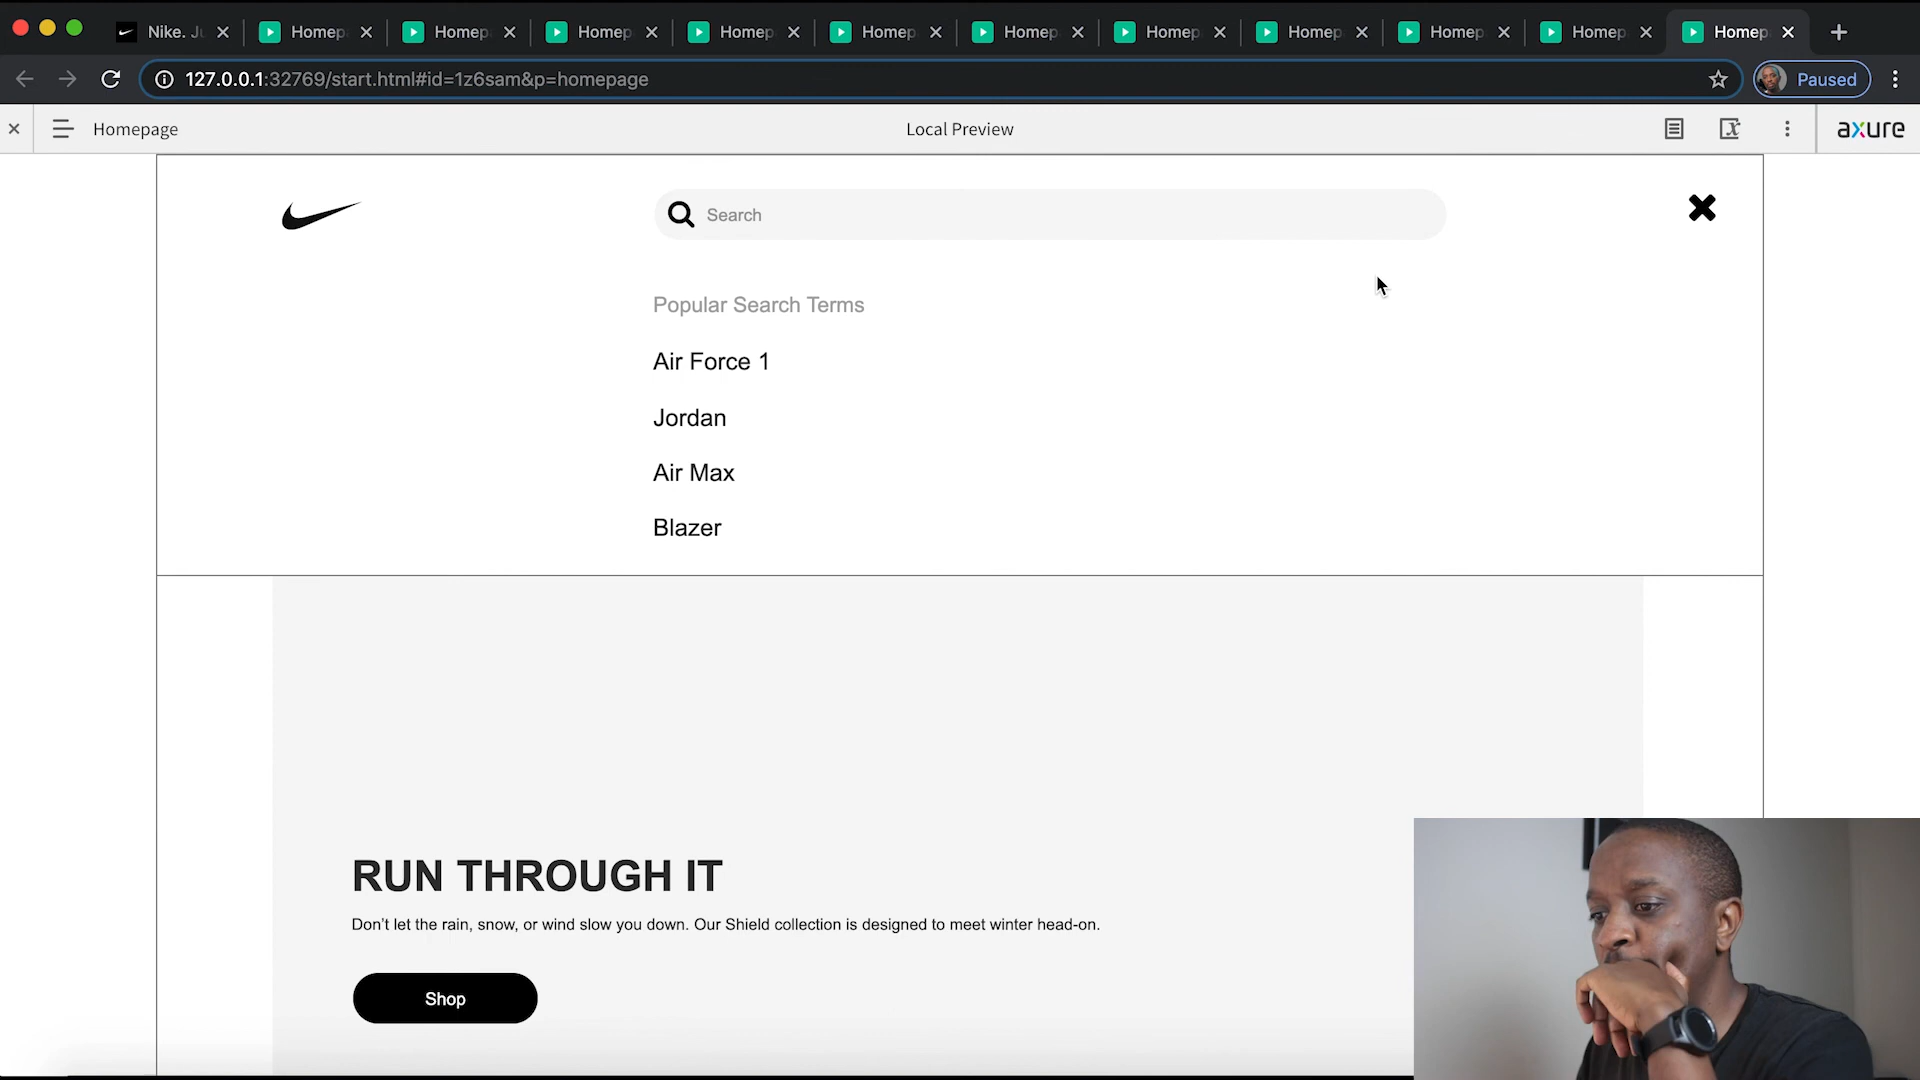 Nike. Ju
Homep
Homep
Homep
Homep
Homep
Homep
Homep
Homep
Homep
Homep
Homep
127.0.0.1:32769/start.html#id=1z6sam&p=homepage
Paused
Homepage
Local Preview
axure
Search
Popular Search Terms
Air Force 1
Jordan
Air Max
Blazer
RUN THROUGH IT
Don’t let the rain, snow, or wind slow you down. Our Shield collection is designed to meet winter head-on.
Shop